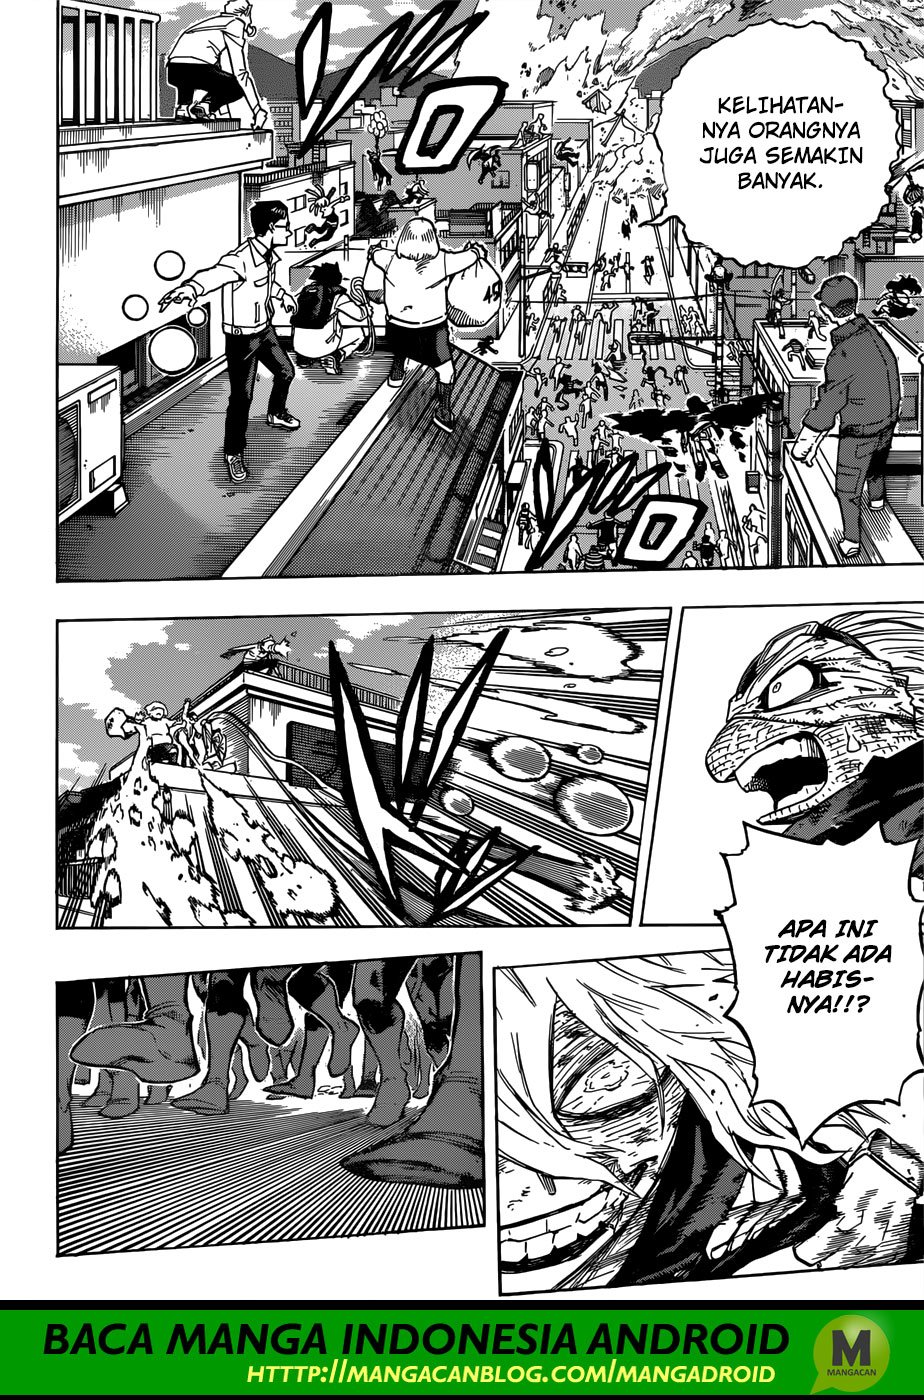 KELIHATAN-
NYA ORANGNYA
JUGA SEMAKIN
BANYAK.
APA INI
TIDAK ADA
HABIS-
NYA!!?
BACA MANGA INDONESIA ANDROID
HTTTP://MANGACANBLOG.COM/MANGADROID
M
MANGACAN